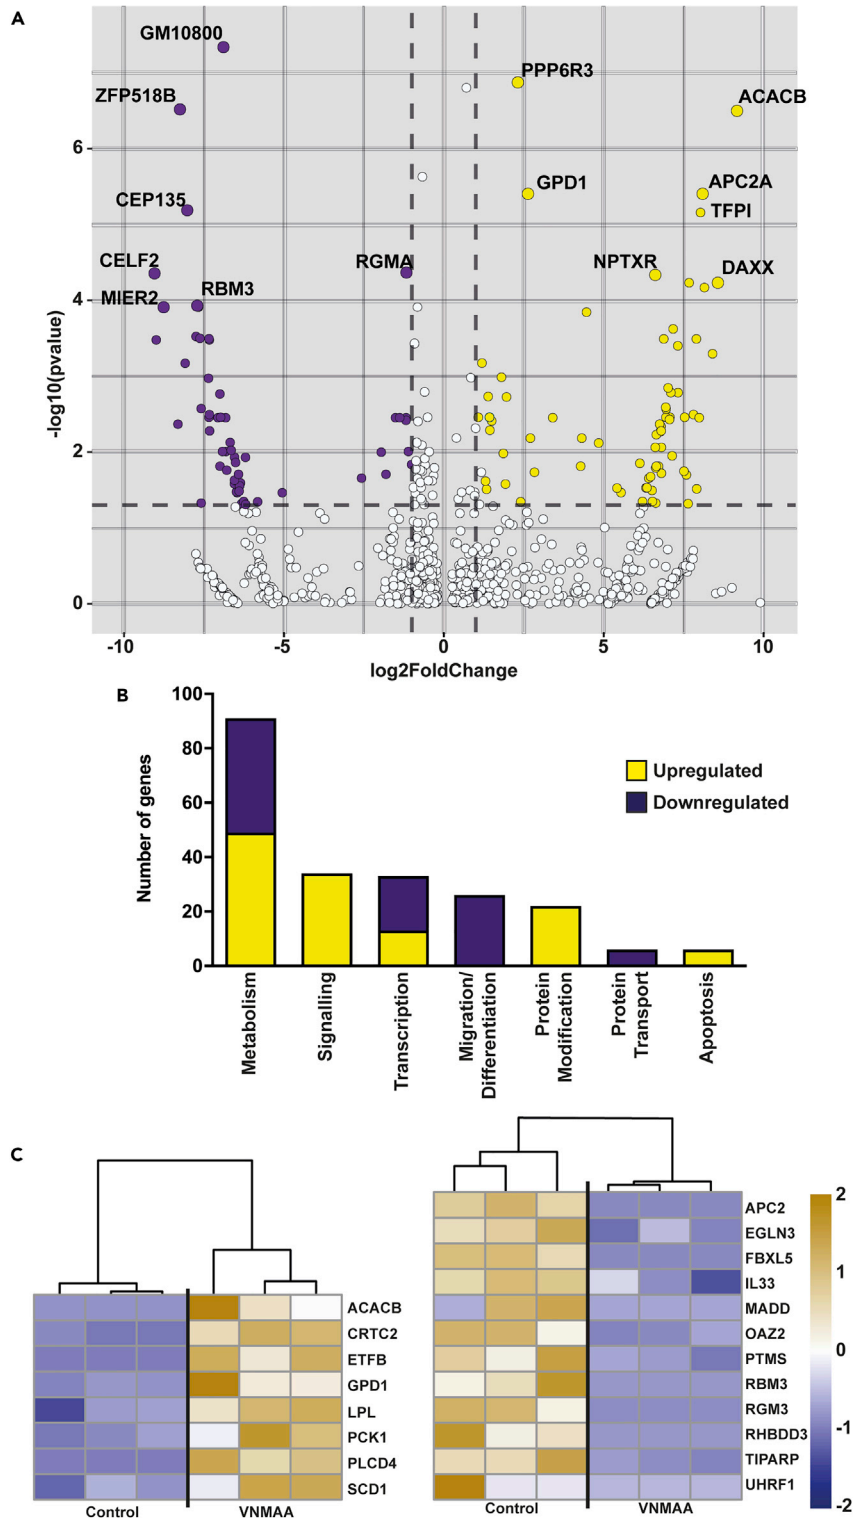 A
GM10800
PPP6R3
ZFP518B
ACACB
6
GPD1
APC2A
CEP135
TFPI
CELF2
RGMA
NPTXR
DAXX
MIER2
RBM3
4
-log10(pvalue)
2
0
-10
-5
0
5
10
log2FoldChange
B
100
80
60
40
20
0
Number of genes
Upregulated
Downregulated
Metabolism
Signalling
Transcription
Migration/
Differentiation
Protein
Modification
Protein
Transport
Apoptosis
C
ACACB
CRTC2
ETFB
GPD1
LPL
PCK1
PLCD4
SCD1
Control
VNMAA
APC2
EGLN3
FBXL5
IL33
MADD
OAZ2
PTMS
RBM3
RGM3
RHBDD3
TIPARP
UHRF1
Control
VNMAA
2
1
0
-1
-2